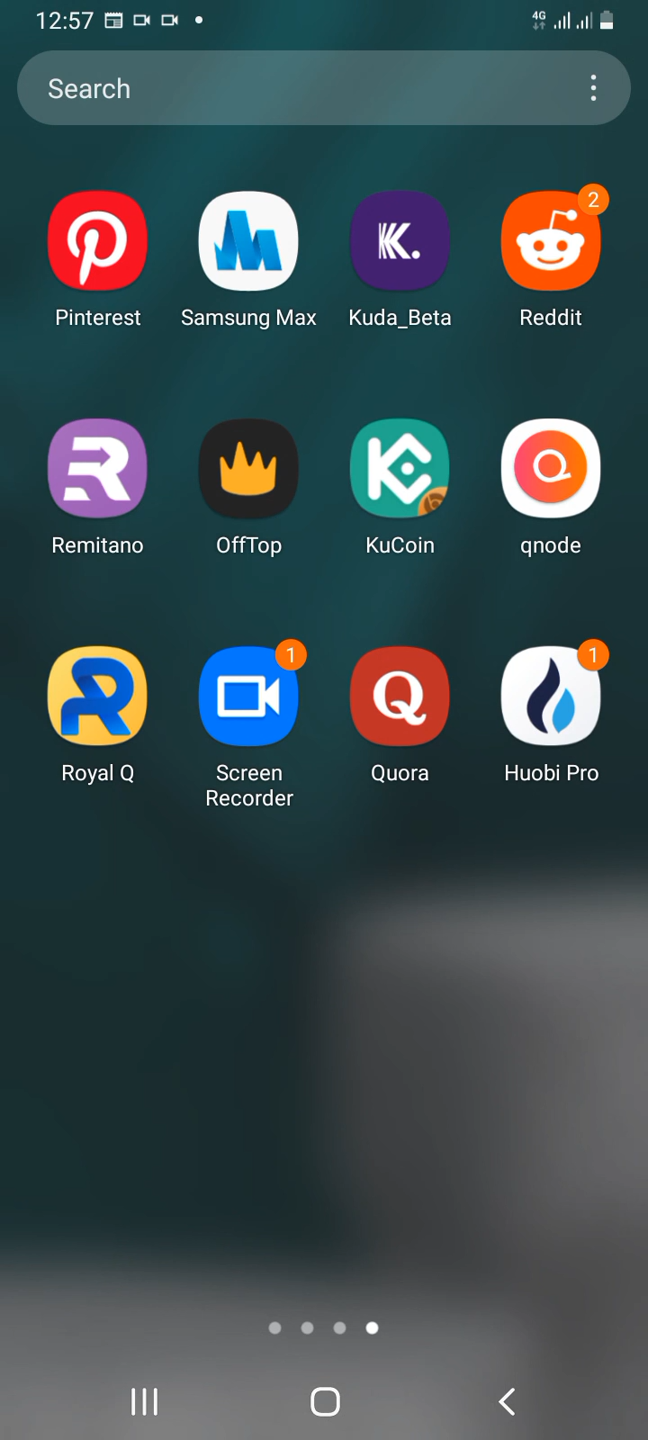 12:57
4G
Search
2
Pinterest
Samsung Max
K.
Kuda_Beta
Reddit
Remitano
OffTop
KuCoin
qnode
1
Q
1
Royal Q
Screen
Recorder
Quora
Huobi Pro